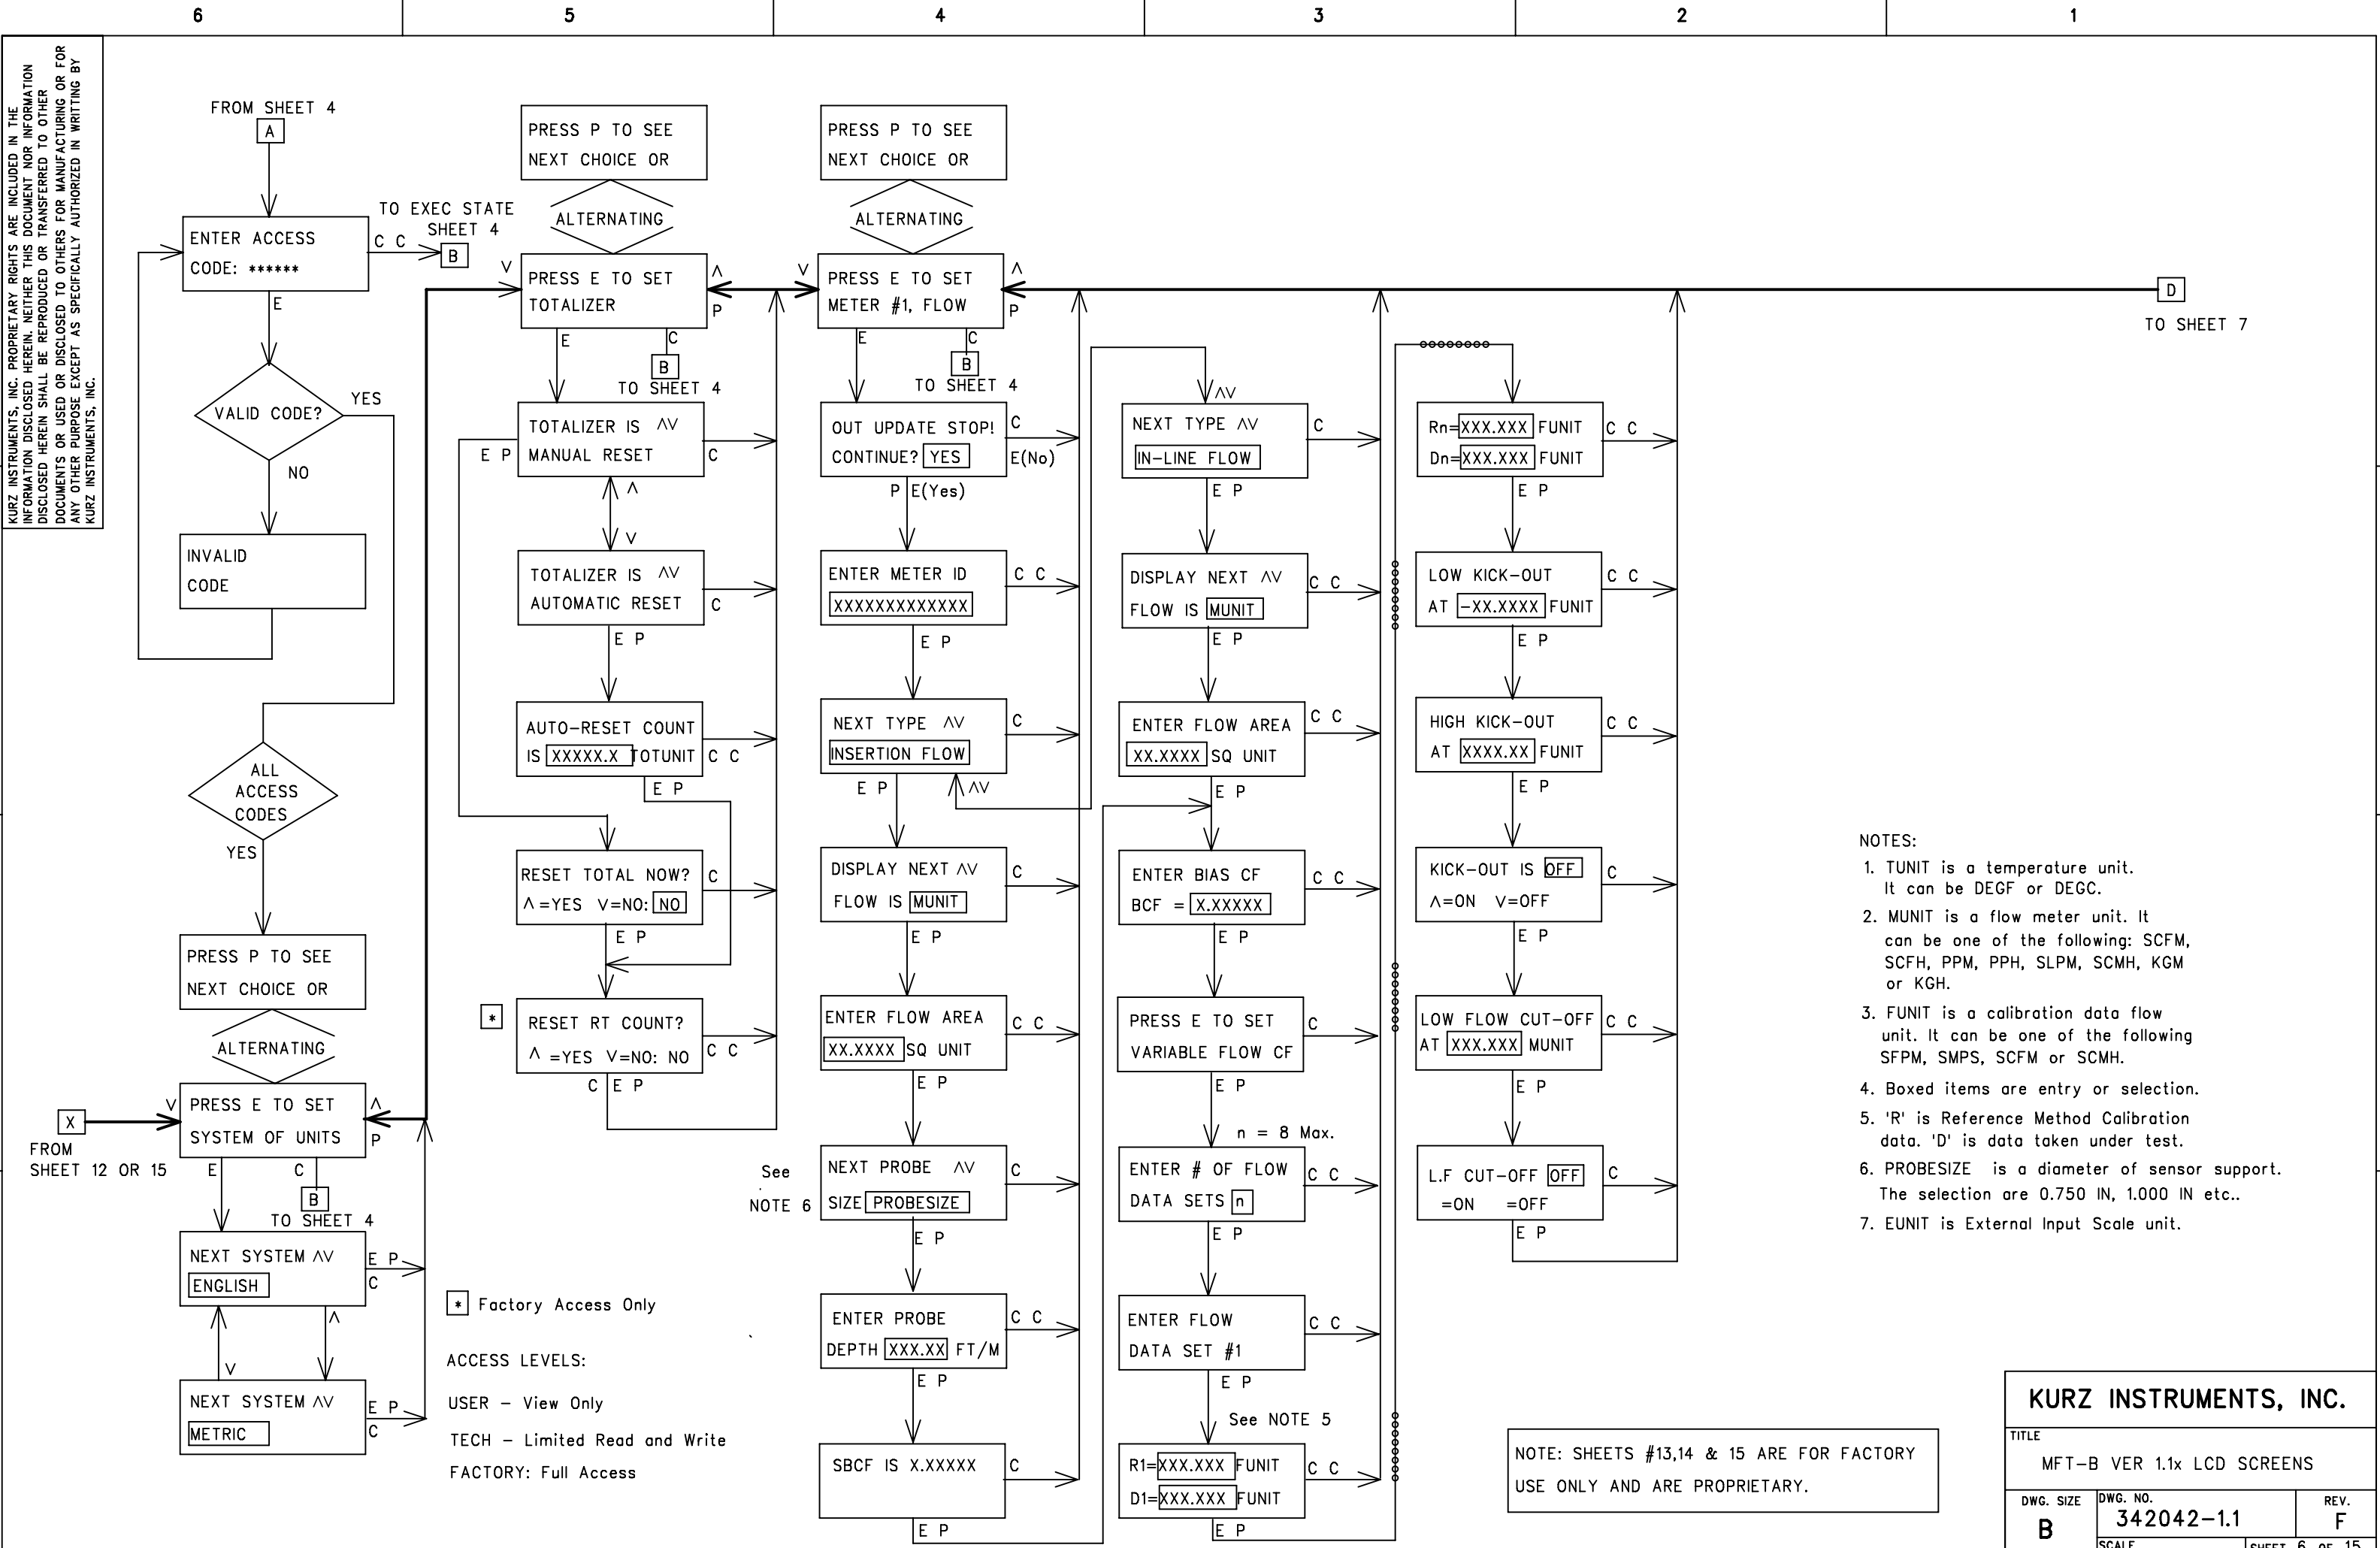 6 5 4 3 2 1
KURZ INSTRUMENTS, INC. PROPRIETARY RIGHTS ARE INCLUDED IN THE
INFORMATION DISCLOSED HEREIN. NEITHER THIS DOCUMENT NOR INFORMATION
DISCLOSED HEREIN SHALL BE REPRODUCED OR TRANSFERRED TO OTHER
DOCUMENTS OR USED OR DISCLOSED TO OTHERS FOR MANUFACTURING OR FOR
ANY OTHER PURPOSE EXCEPT AS SPECIFICALLY AUTHORIZED IN WRITTING BY
KURZ INSTRUMENTS, INC.
FROM SHEET 4
A
ENTER ACCESS
CODE: ******
C C
TO EXEC STATE
SHEET 4
B
E
VALID CODE?
YES
NO
INVALID
CODE
ALL
ACCESS
CODES
YES
PRESS P TO SEE
NEXT CHOICE OR
ALTERNATING
X
FROM
SHEET 12 OR 15
V
PRESS E TO SET
SYSTEM OF UNITS
Λ
P
E
C
B
TO SHEET 4
NEXT SYSTEM ΛV
ENGLISH
E P
C
Λ
V
NEXT SYSTEM ΛV
METRIC
E P
C
PRESS P TO SEE
NEXT CHOICE OR
ALTERNATING
V
PRESS E TO SET
TOTALIZER
Λ
P
E
C
B
TO SHEET 4
TOTALIZER IS ΛV
MANUAL RESET
E P
C
Λ
V
TOTALIZER IS ΛV
AUTOMATIC RESET
C
E P
AUTO-RESET COUNT
IS XXXXX.X TOTUNIT
C C
E P
RESET TOTAL NOW?
Λ =YES V=NO: NO
C
E P
*
RESET RT COUNT?
Λ =YES V=NO: NO
C C
C E P
* Factory Access Only
ACCESS LEVELS:
USER - View Only
TECH - Limited Read and Write
FACTORY: Full Access
PRESS P TO SEE
NEXT CHOICE OR
ALTERNATING
V
PRESS E TO SET
METER #1, FLOW
Λ
P
E
C
B
TO SHEET 4
OUT UPDATE STOP!
CONTINUE? YES
C
E(No)
P E(Yes)
ENTER METER ID
XXXXXXXXXXXXX
C C
E P
NEXT TYPE ΛV
INSERTION FLOW
C
E P
ΛV
DISPLAY NEXT ΛV
FLOW IS MUNIT
C
E P
ENTER FLOW AREA
XX.XXXX SQ UNIT
C C
E P
See
NOTE 6
NEXT PROBE ΛV
SIZE PROBESIZE
C
E P
ENTER PROBE
DEPTH XXX.XX FT/M
C C
E P
SBCF IS X.XXXXX
C
E P
ΛV
NEXT TYPE ΛV
IN-LINE FLOW
C
E P
DISPLAY NEXT ΛV
FLOW IS MUNIT
C C
E P
ENTER FLOW AREA
XX.XXXX SQ UNIT
C C
E P
ENTER BIAS CF
BCF = X.XXXXX
C C
E P
PRESS E TO SET
VARIABLE FLOW CF
C
E P
n = 8 Max.
ENTER # OF FLOW
DATA SETS n
C C
E P
ENTER FLOW
DATA SET #1
C C
E P
See NOTE 5
R1=XXX.XXX FUNIT
D1=XXX.XXX FUNIT
C C
E P
Rn=XXX.XXX FUNIT
Dn=XXX.XXX FUNIT
C C
E P
LOW KICK-OUT
AT -XX.XXXX FUNIT
C C
E P
HIGH KICK-OUT
AT XXXX.XX FUNIT
C C
E P
KICK-OUT IS OFF
Λ=ON V=OFF
C
E P
LOW FLOW CUT-OFF
AT XXX.XXX MUNIT
C C
E P
L.F CUT-OFF OFF
=ON =OFF
C
E P
D
TO SHEET 7
NOTES:
1. TUNIT is a temperature unit.
It can be DEGF or DEGC.
2. MUNIT is a flow meter unit. It
can be one of the following: SCFM,
SCFH, PPM, PPH, SLPM, SCMH, KGM
or KGH.
3. FUNIT is a calibration data flow
unit. It can be one of the following
SFPM, SMPS, SCFM or SCMH.
4. Boxed items are entry or selection.
5. 'R' is Reference Method Calibration
data. 'D' is data taken under test.
6. PROBESIZE is a diameter of sensor support.
The selection are 0.750 IN, 1.000 IN etc..
7. EUNIT is External Input Scale unit.
NOTE: SHEETS #13,14 & 15 ARE FOR FACTORY
USE ONLY AND ARE PROPRIETARY.
KURZ INSTRUMENTS, INC.
TITLE
MFT-B VER 1.1x LCD SCREENS
DWG. SIZE
B
DWG. NO.
342042-1.1
REV.
F
SCALE
SHEET 6 OF 15